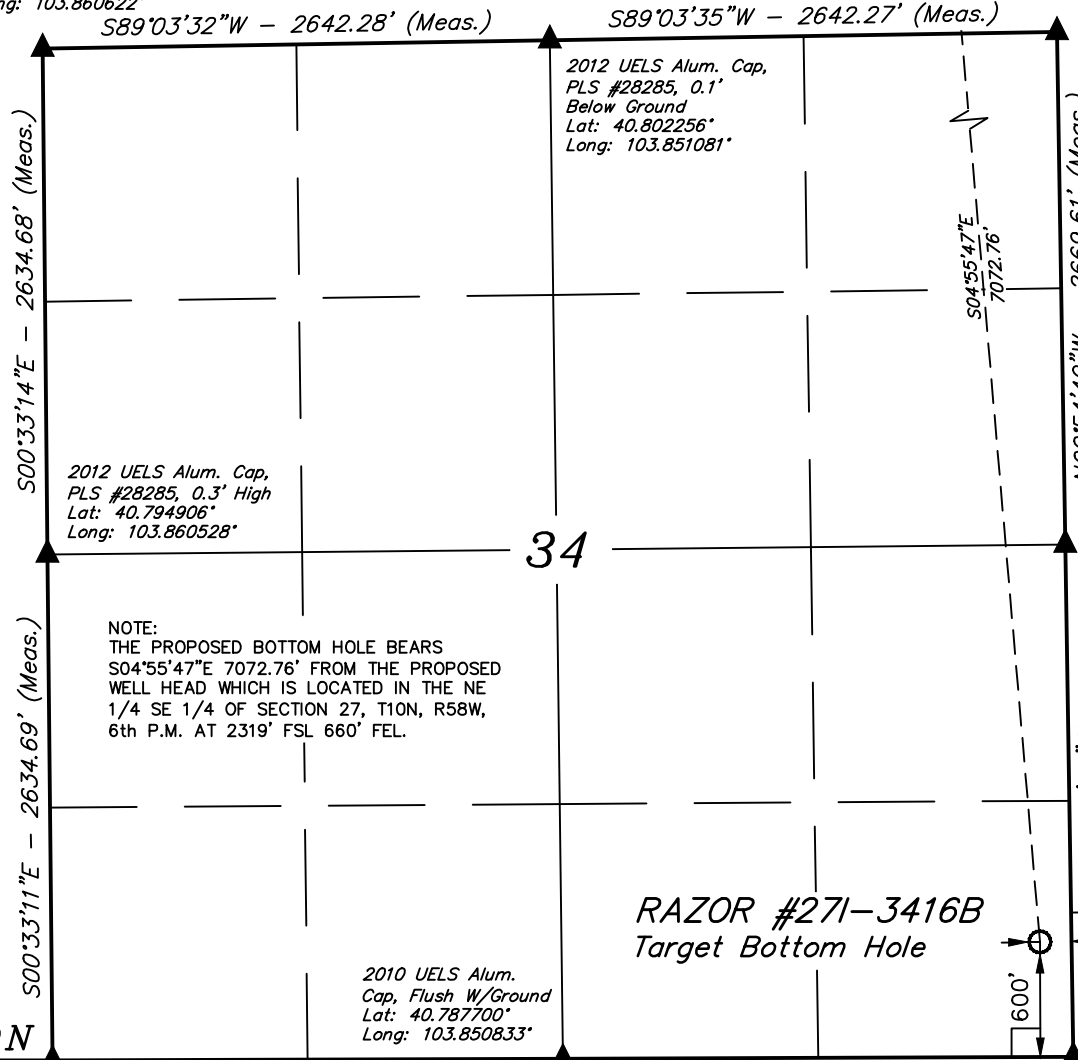 ng: 103.860622°
S89°03'32"W – 2642.28' (Meas.)
S89°03'35"W – 2642.27' (Meas.)
2012 UELS Alum. Cap,
PLS #28285, 0.1'
Below Ground
Lat: 40.802256°
Long: 103.851081°
S00°33'14"E – 2634.68' (Meas.)
S04°55'47"E
7072.76'
2012 UELS Alum. Cap,
PLS #28285, 0.3' High
Lat: 40.794906°
Long: 103.860528°
34
NOTE:
THE PROPOSED BOTTOM HOLE BEARS
S04°55'47"E 7072.76' FROM THE PROPOSED
WELL HEAD WHICH IS LOCATED IN THE NE
1/4 SE 1/4 OF SECTION 27, T10N, R58W,
6th P.M. AT 2319' FSL 660' FEL.
S00°33'11"E – 2634.69' (Meas.)
RAZOR #27I–3416B
Target Bottom Hole
600'
2010 UELS Alum.
Cap, Flush W/Ground
Lat: 40.787700°
Long: 103.850833°
N